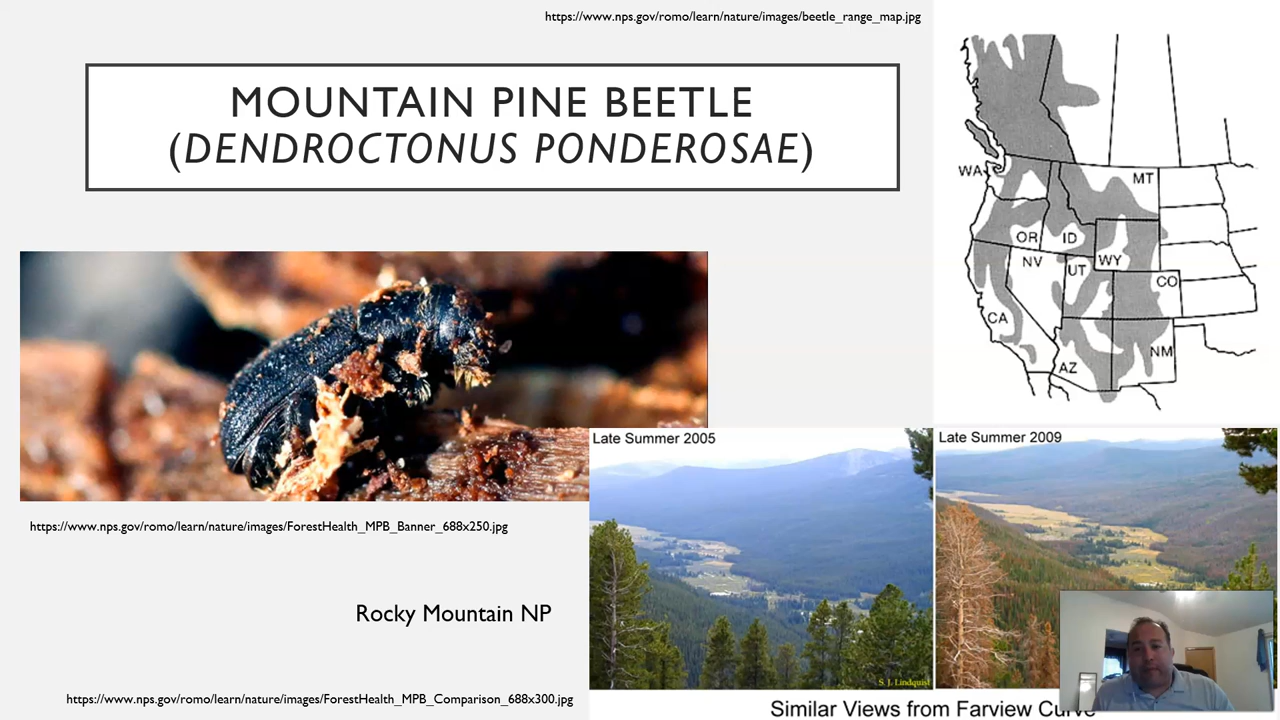 https://www.nps.gov/romo/learn/nature/images/beetle_range_map.jpg
MOUNTAIN PINE BEETLE
(DENDROCTONUS PONDEROSAE)
WA
MT
OR
ID
NV
UT
WY
CO
CA
AZ
NM
Late Summer 2005
Late Summer 2009
https://www.nps.gov/romo/learn/nature/images/ForestHealth_MPB_Banner_688x250.jpg
Rocky Mountain NP
S. J. Lindquist
https://www.nps.gov/romo/learn/nature/images/ForestHealth_MPB_Comparison_688x300.jpg
Similar Views from Farview Curve